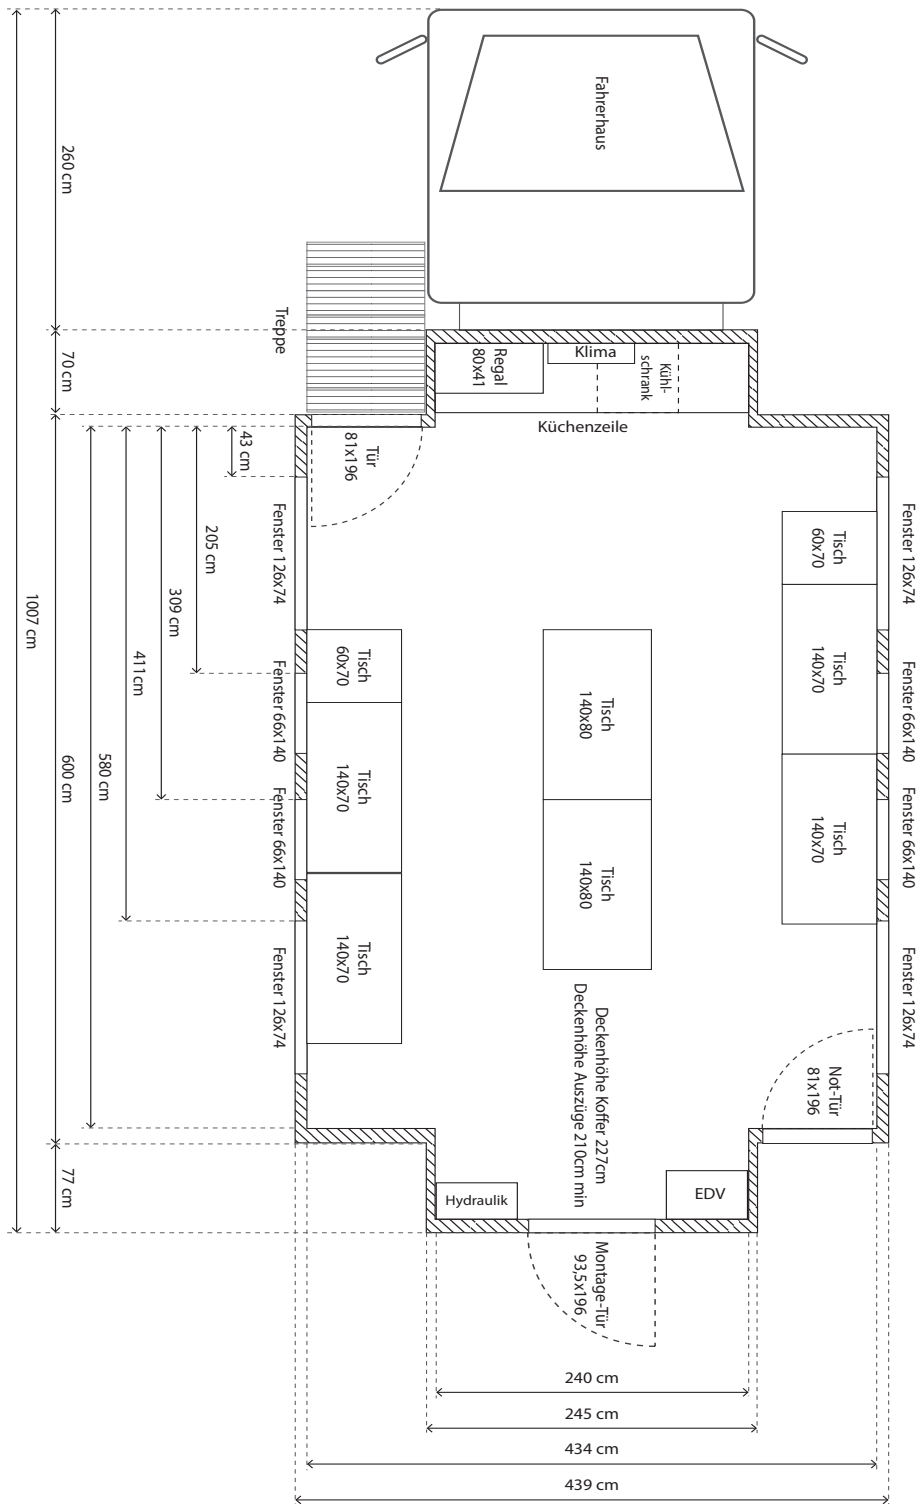 Fahrerhaus
260 cm
70 cm
Treppe
Regal
80x41
Klima
Kühl-
schrank
Küchenzeile
Tür
81x196
43 cm
205 cm
309 cm
411cm
580 cm
600 cm
1007 cm
77 cm
Fenster 126x74
Fenster 66x140
Fenster 66x140
Fenster 126x74
Tisch
60x70
Tisch
140x70
Tisch
140x70
Tisch
140x80
Tisch
140x80
Tisch
60x70
Tisch
140x70
Tisch
140x70
Fenster 126x74
Fenster 66x140
Fenster 66x140
Fenster 126x74
Deckenhöhe Koffer 227cm
Deckenhöhe Auszüge 210cm min
Not-Tür
81x196
Hydraulik
EDV
Montage-Tür
93,5x196
240 cm
245 cm
434 cm
439 cm